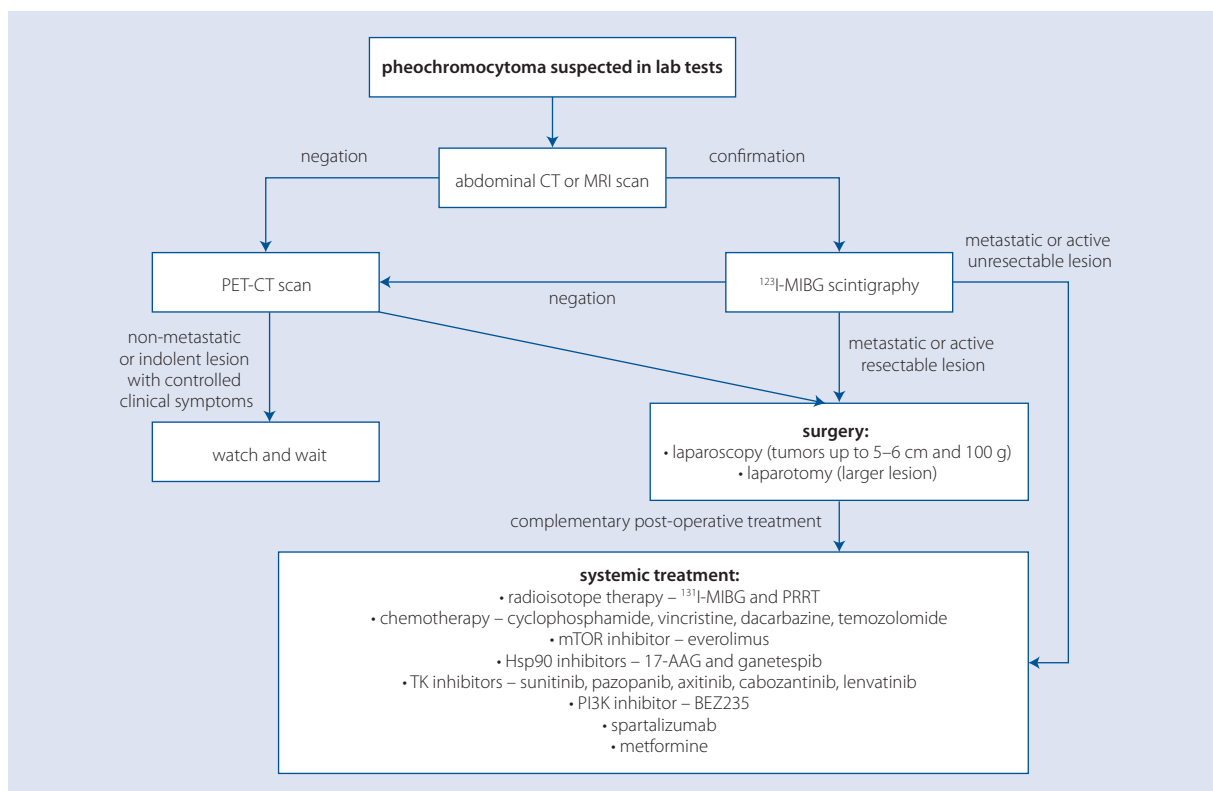 pheochromocytoma suspected in lab tests
negation
confirmation
abdominal CT or MRI scan
metastatic or active
unresectable lesion
PET-CT scan
negation
¹²³I-MIBG scintigraphy
non-metastatic
or indolent lesion
with controlled
clinical symptoms
metastatic or active
resectable lesion
watch and wait
surgery:
• laparoscopy (tumors up to 5–6 cm and 100 g)
• laparotomy (larger lesion)
complementary post-operative treatment
systemic treatment:
• radioisotope therapy – ¹³¹I-MIBG and PRRT
• chemotherapy – cyclophosphamide, vincristine, dacarbazine, temozolomide
• mTOR inhibitor – everolimus
• Hsp90 inhibitors – 17-AAG and ganetespib
• TK inhibitors – sunitinib, pazopanib, axitinib, cabozantinib, lenvatinib
• PI3K inhibitor – BEZ235
• spartalizumab
• metformine